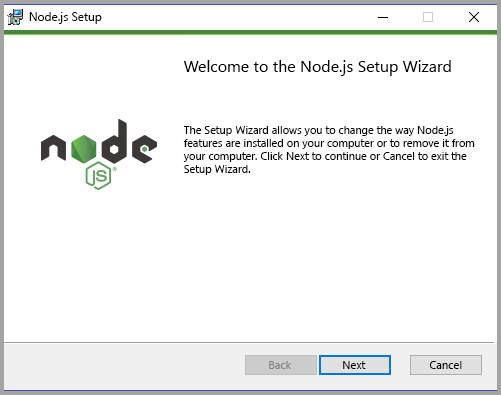 Node.js Setup
Welcome to the Node.js Setup Wizard
node
JS
The Setup Wizard allows you to change the way Node.js
features are installed on your computer or to remove it from
your computer. Click Next to continue or Cancel to exit the
Setup Wizard.
Back
Next
Cancel